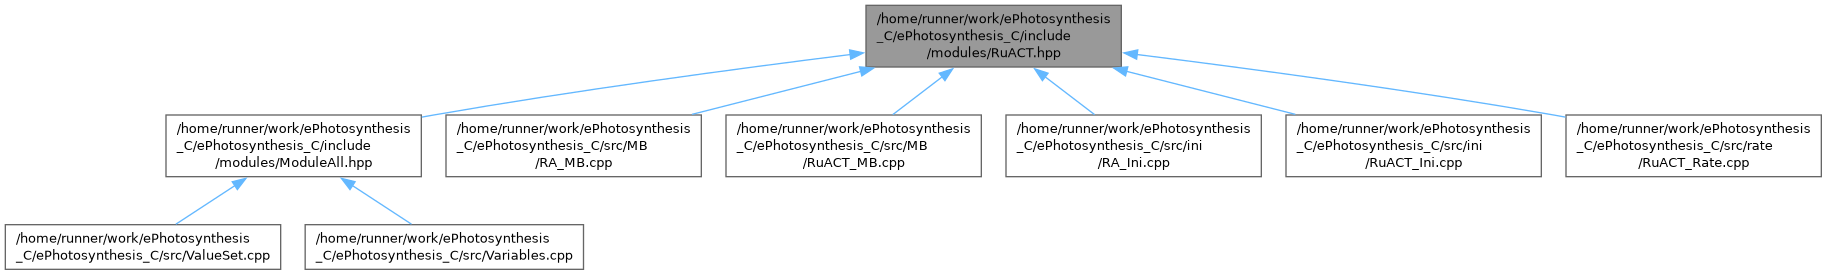 /home/runner/work/ePhotosynthesis
_C/ePhotosynthesis_C/include
/modules/RuACT.hpp
/home/runner/work/ePhotosynthesis
_C/ePhotosynthesis_C/include
/modules/ModuleAll.hpp
/home/runner/work/ePhotosynthesis
_C/ePhotosynthesis_C/src/MB
/RA_MB.cpp
/home/runner/work/ePhotosynthesis
_C/ePhotosynthesis_C/src/MB
/RuACT_MB.cpp
/home/runner/work/ePhotosynthesis
_C/ePhotosynthesis_C/src/ini
/RA_Ini.cpp
/home/runner/work/ePhotosynthesis
_C/ePhotosynthesis_C/src/ini
/RuACT_Ini.cpp
/home/runner/work/ePhotosynthesis
_C/ePhotosynthesis_C/src/rate
/RuACT_Rate.cpp
/home/runner/work/ePhotosynthesis
_C/ePhotosynthesis_C/src/ValueSet.cpp
/home/runner/work/ePhotosynthesis
_C/ePhotosynthesis_C/src/Variables.cpp